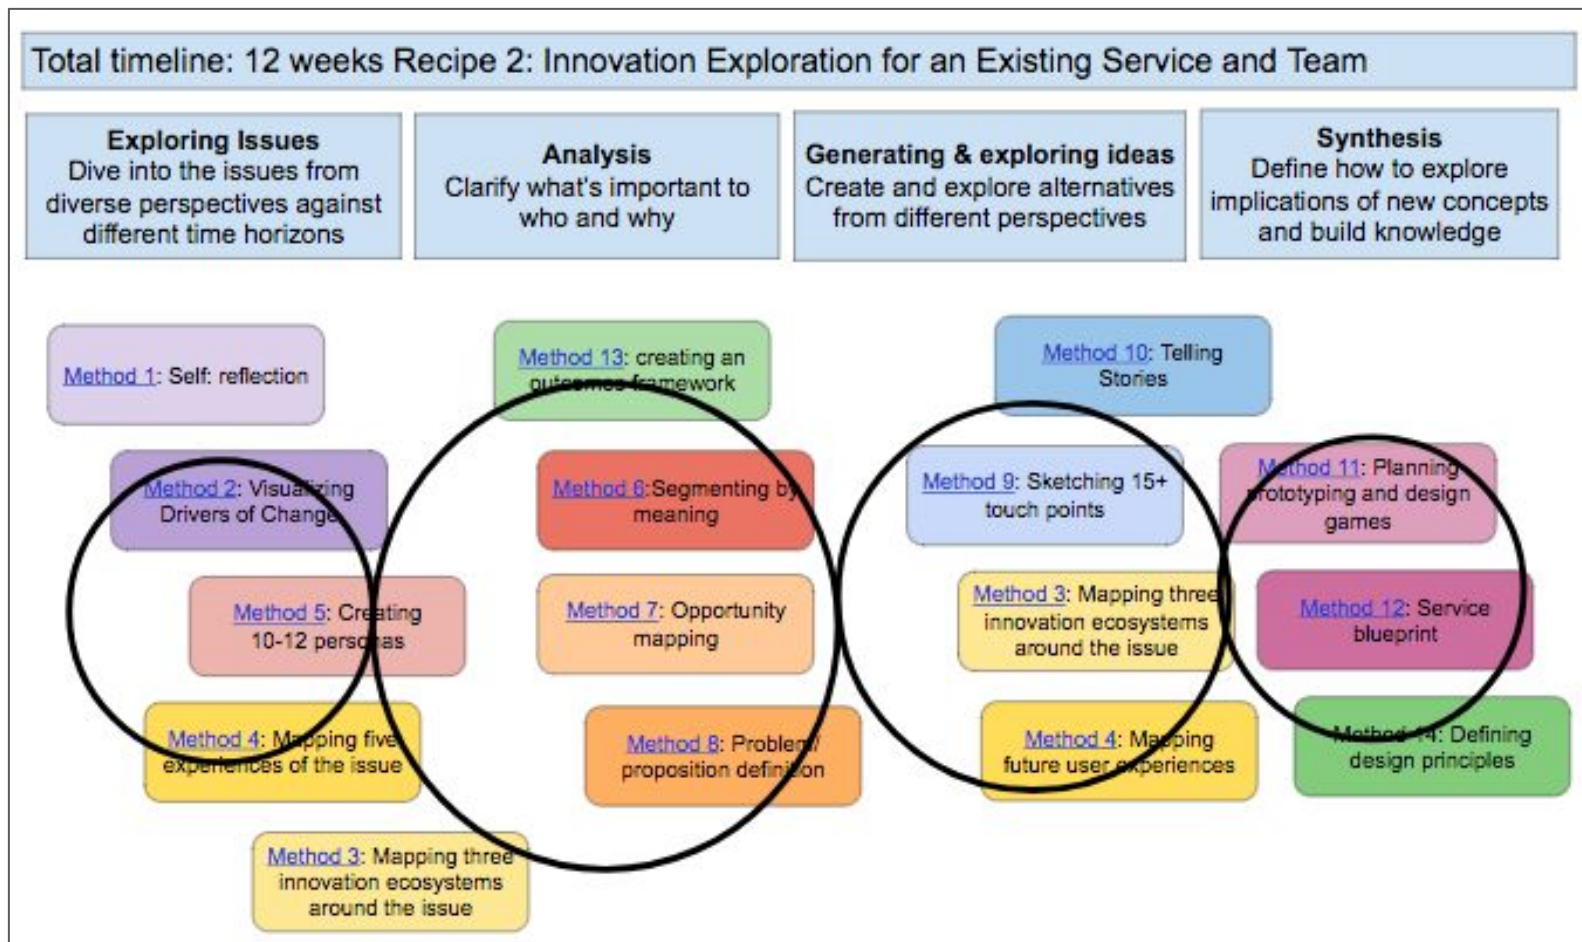 Total timeline: 12 weeks Recipe 2: Innovation Exploration for an Existing Service and Team
Exploring Issues
Dive into the issues from
diverse perspectives against
different time horizons
Analysis
Clarify what's important to
who and why
Generating & exploring ideas
Create and explore alternatives
from different perspectives
Synthesis
Define how to explore
implications of new concepts
and build knowledge
Method 1: Self: reflection
Method 2: Visualizing
Drivers of Change
Method 5: Creating
10-12 personas
Method 4: Mapping five
experiences of the issue
Method 3: Mapping three
innovation ecosystems
around the issue
Method 13: creating an
outcomes framework
Method 6:Segmenting by
meaning
Method 7: Opportunity
mapping
Method 8: Problem/
proposition definition
Method 10: Telling
Stories
Method 9: Sketching 15+
touch points
Method 3: Mapping three
innovation ecosystems
around the issue
Method 4: Mapping
future user experiences
Method 11: Planning
prototyping and design
games
Method 12: Service
blueprint
Method 14: Defining
design principles